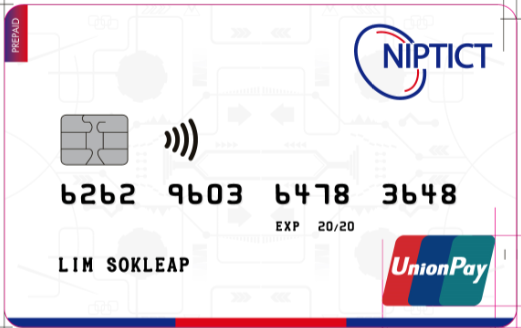 PREPAID
NIPTICT
6262 9603 6478 3648
EXP 20/20
LIM SOKLEAP
UnionPay